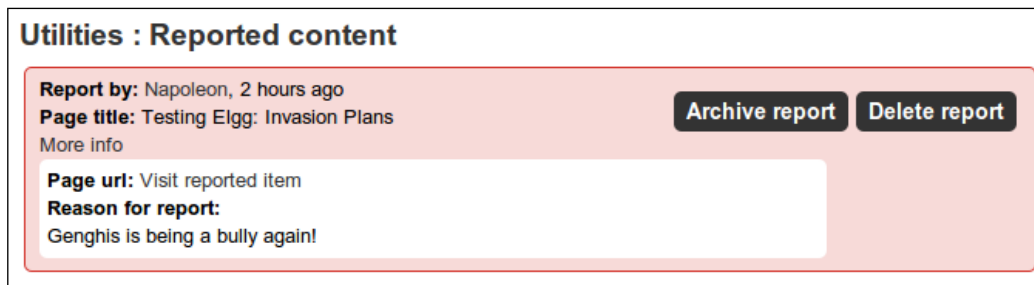 Utilities : Reported content
Report by: Napoleon, 2 hours ago
Page title: Testing Elgg: Invasion Plans
Archive report
Delete report
More info
Page url: Visit reported item
Reason for report:
Genghis is being a bully again!